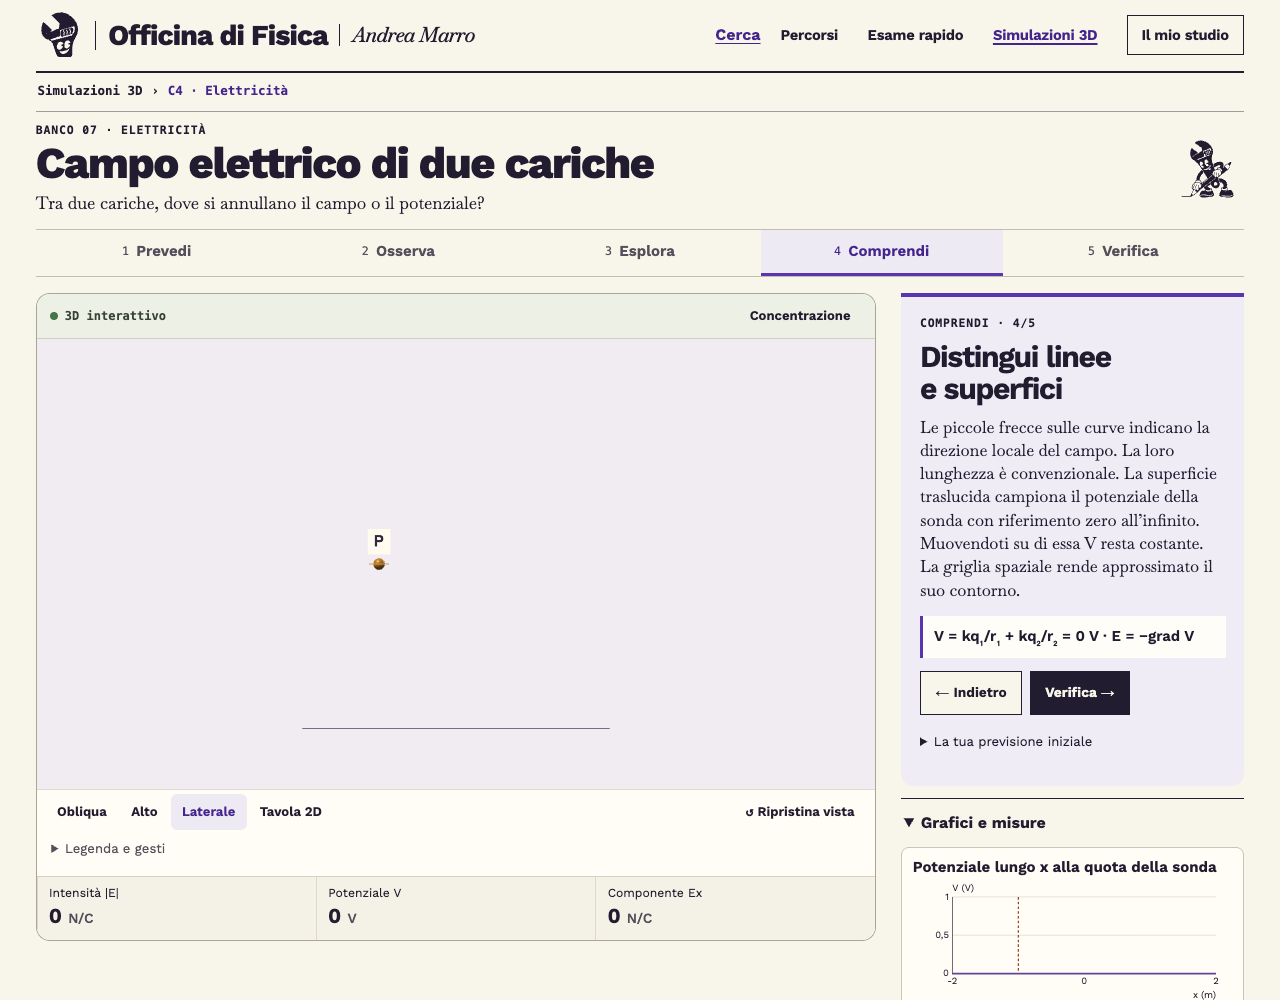 Officina di Fisica
Andrea Marro
Cerca
Percorsi
Esame rapido
Simulazioni 3D
Il mio studio
Simulazioni 3D › C4 · Elettricità
BANCO 07 · ELETTRICITÀ
Campo elettrico di due cariche
Tra due cariche, dove si annullano il campo o il potenziale?
1 Prevedi
2 Osserva
3 Esplora
4 Comprendi
5 Verifica
3D interattivo
Concentrazione
P
Obliqua
Alto
Laterale
Tavola 2D
↺ Ripristina vista
▶ Legenda e gesti
Intensità |E|
0 N/C
Potenziale V
0 V
Componente Ex
0 N/C
COMPRENDI · 4/5
Distingui linee
e superfici
Le piccole frecce sulle curve indicano la
direzione locale del campo. La loro
lunghezza è convenzionale. La superficie
traslucida campiona il potenziale della
sonda con riferimento zero all’infinito.
Muovendoti su di essa V resta costante.
La griglia spaziale rende approssimato il
suo contorno.
V = kq₁/r₁ + kq₂/r₂ = 0 V · E = −grad V
← Indietro
Verifica →
▶ La tua previsione iniziale
▼ Grafici e misure
Potenziale lungo x alla quota della sonda
V (V)
1
0,5
0
-2
0
2
x (m)